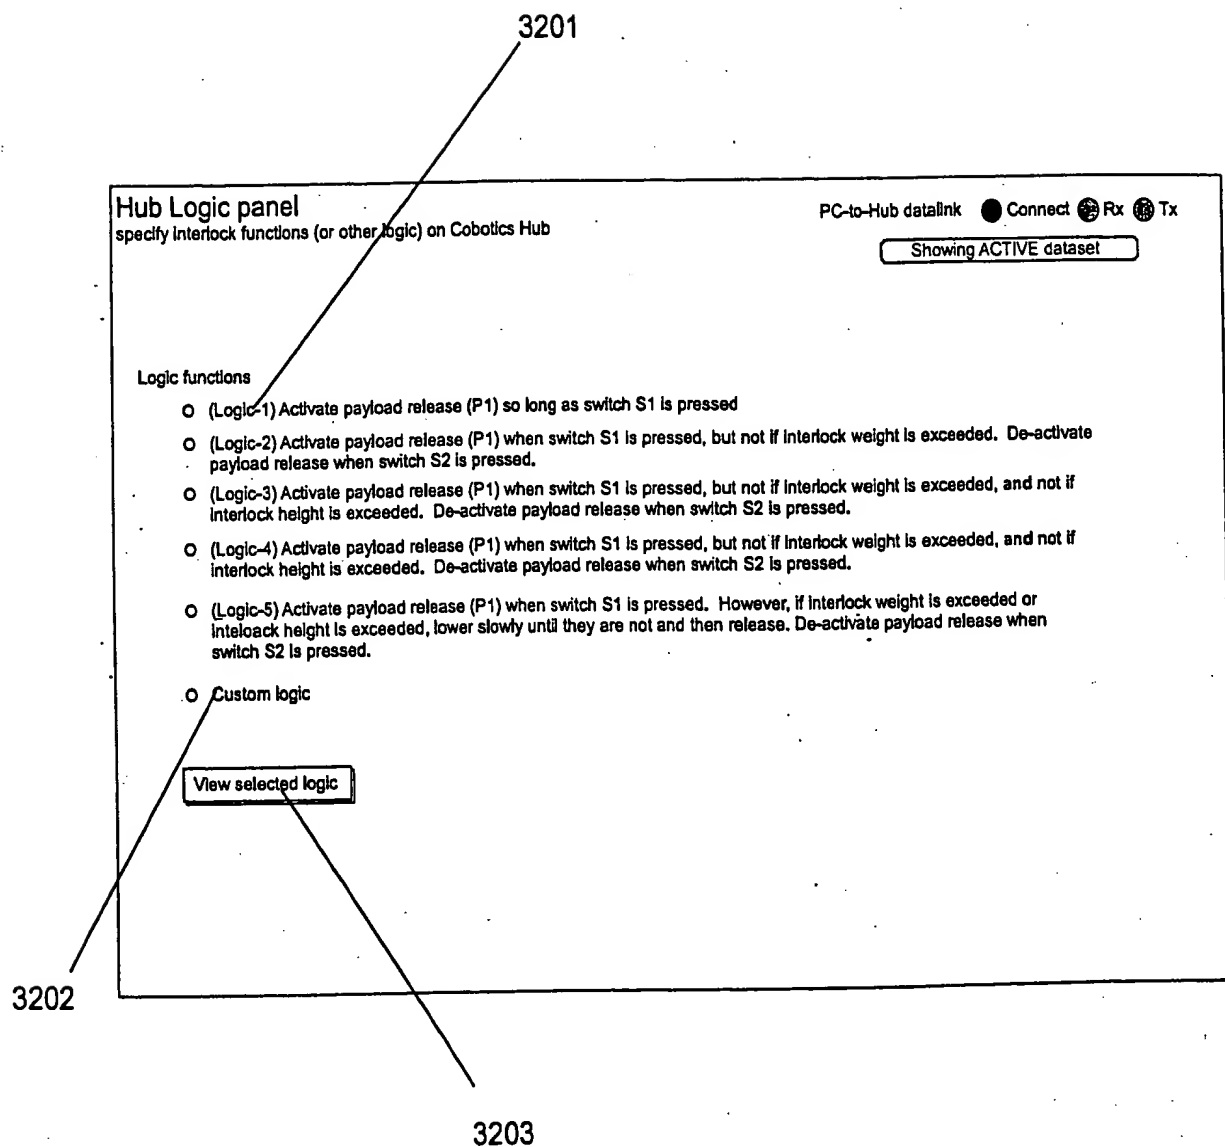 3201
Hub Logic panel
specify interlock functions (or other logic) on Cobotics Hub
PC-to-Hub datalink Connect Rx Tx
Showing ACTIVE dataset
Logic functions
(Logic-1) Activate payload release (P1) so long as switch S1 is pressed
(Logic-2) Activate payload release (P1) when switch S1 is pressed, but not if interlock weight is exceeded. De-activate
payload release when switch S2 is pressed.
(Logic-3) Activate payload release (P1) when switch S1 is pressed, but not if interlock weight is exceeded, and not if
interlock height is exceeded. De-activate payload release when switch S2 is pressed.
(Logic-4) Activate payload release (P1) when switch S1 is pressed, but not if interlock weight is exceeded, and not if
interlock height is exceeded. De-activate payload release when switch S2 is pressed.
(Logic-5) Activate payload release (P1) when switch S1 is pressed. However, if interlock weight is exceeded or
inteloack height is exceeded, lower slowly until they are not and then release. De-activate payload release when
switch S2 is pressed.
Custom logic
View selected logic
3202
3203